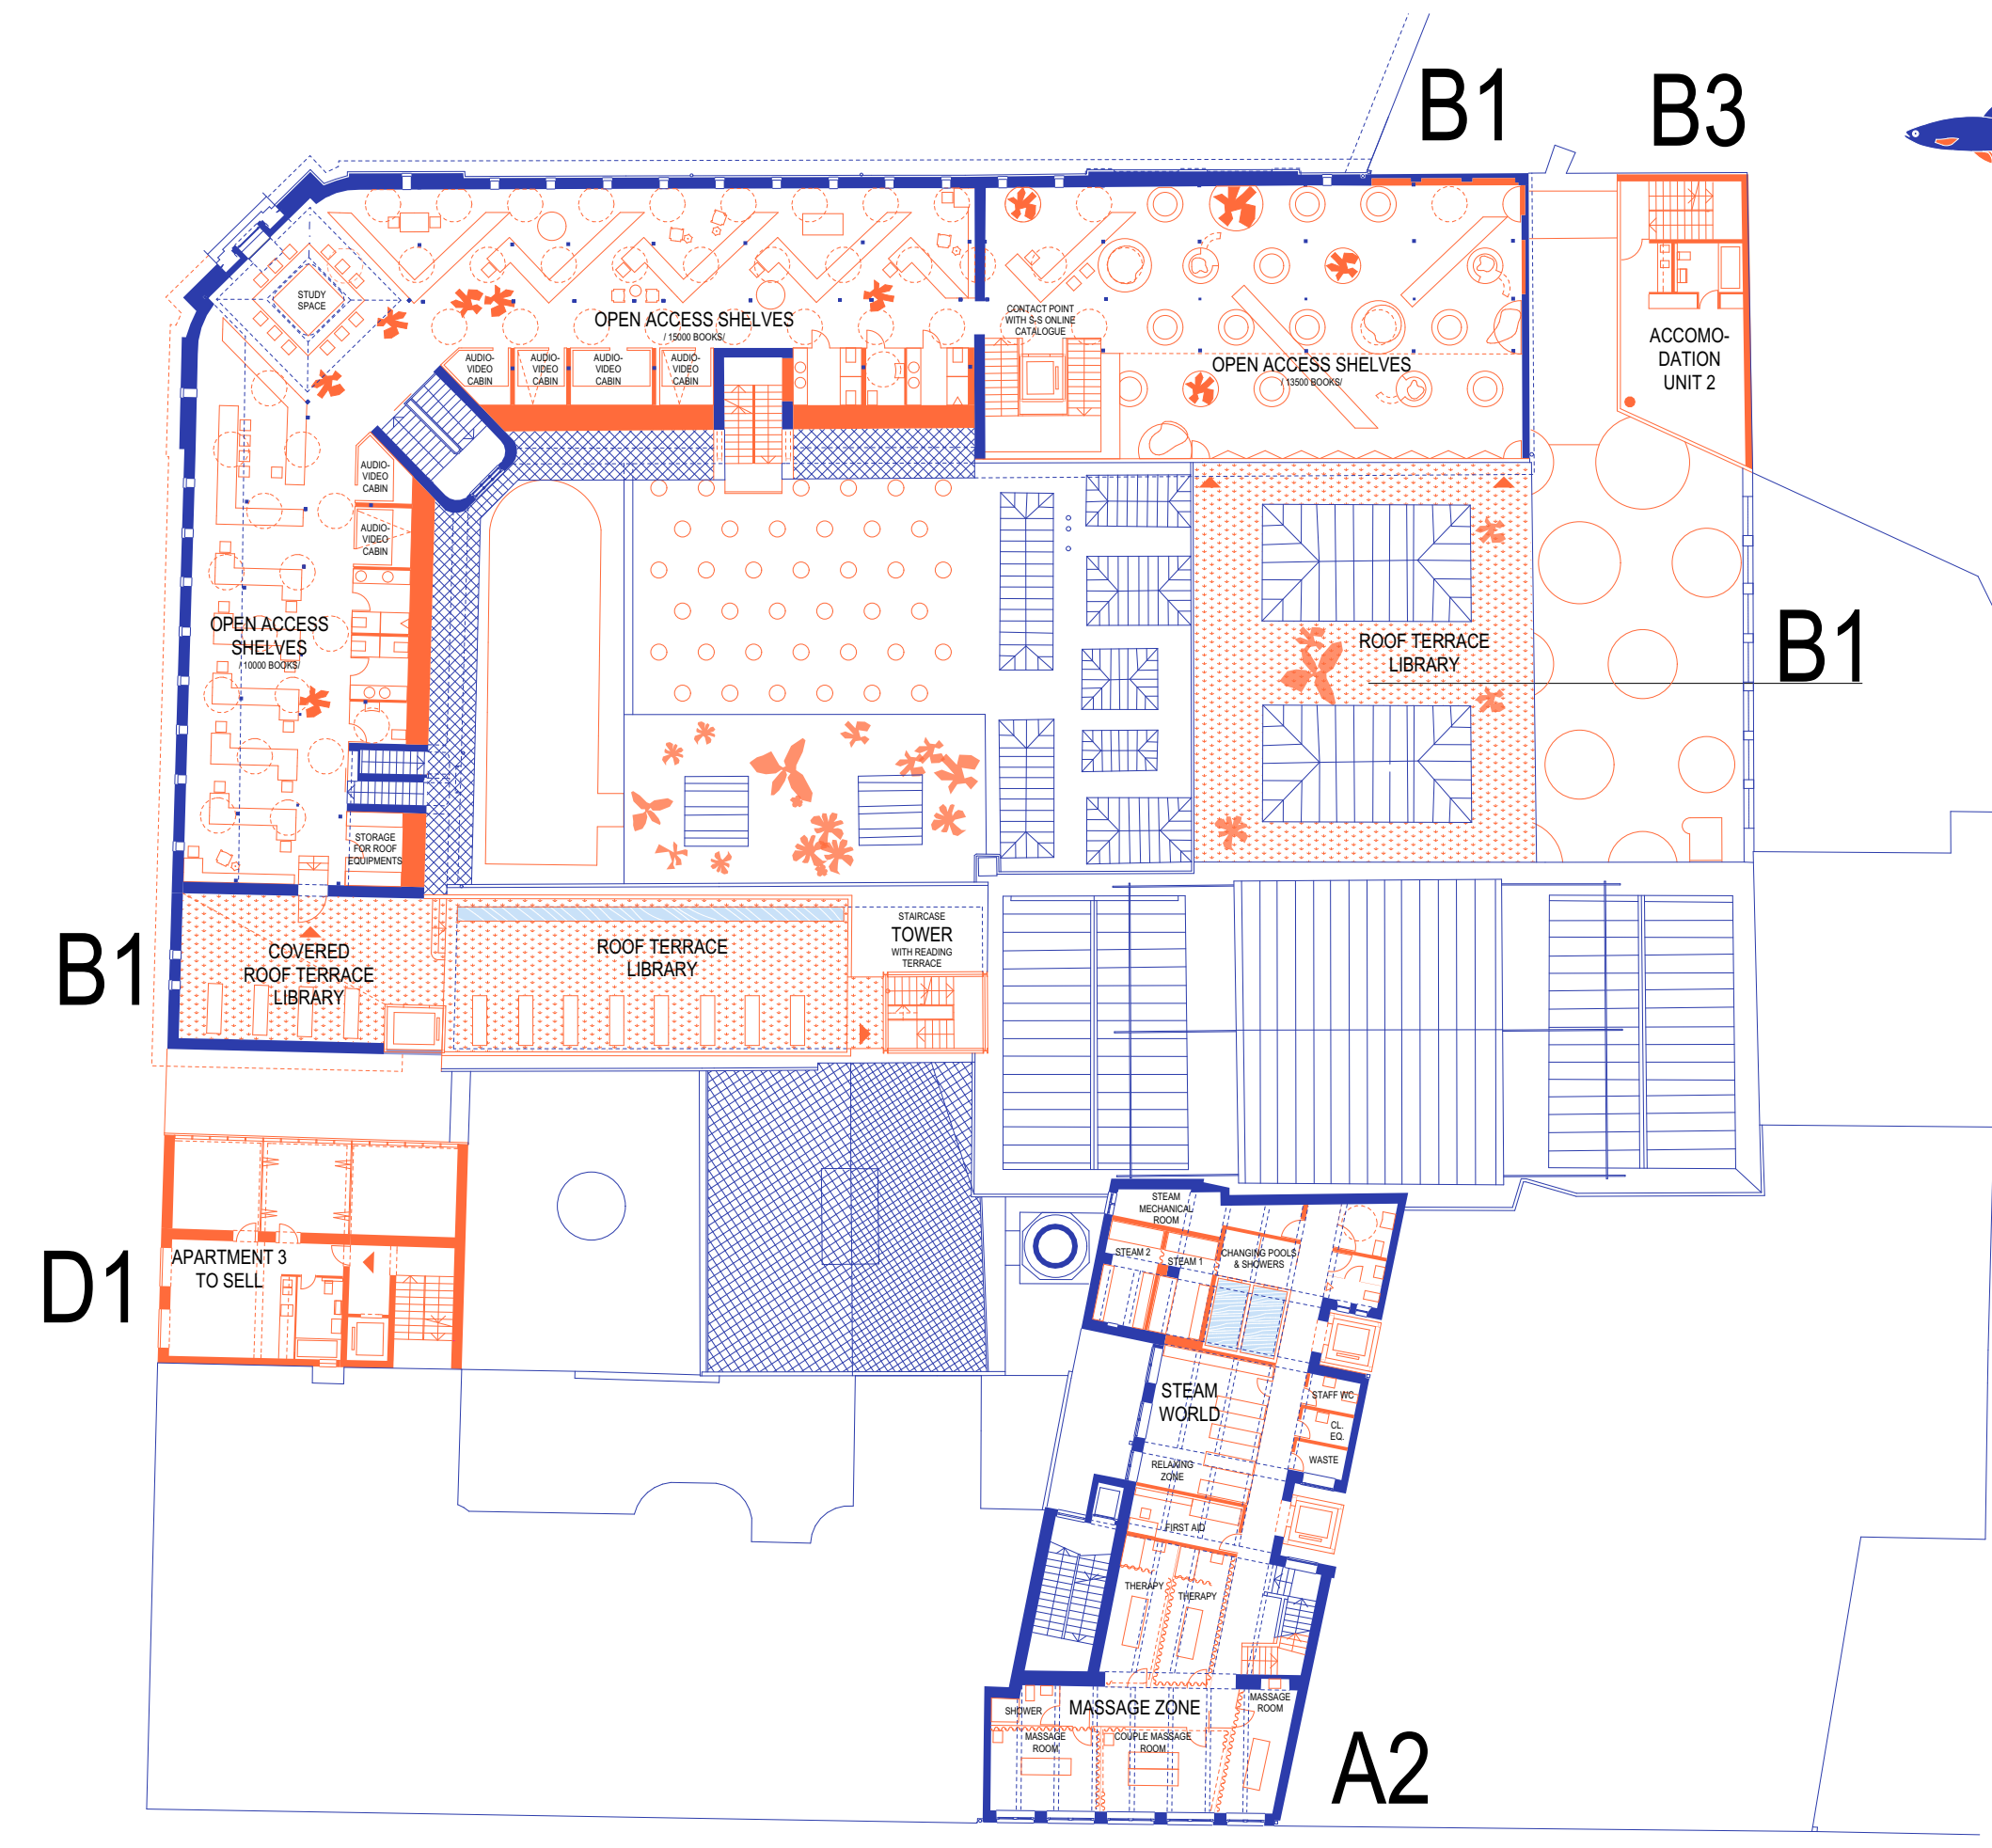 B1
B3
STUDY
SPACE
OPEN ACCESS SHELVES
/ 15000 BOOKS/
CONTACT POINT
WITH S-S ONLINE
CATALOGUE
OPEN ACCESS SHELVES
/ 13500 BOOKS/
ACCOMO-
DATION
UNIT 2
AUDIO-
VIDEO
CABIN
AUDIO-
VIDEO
CABIN
AUDIO-
VIDEO
CABIN
AUDIO-
VIDEO
CABIN
AUDIO-
VIDEO
CABIN
AUDIO-
VIDEO
CABIN
OPEN ACCESS
SHELVES
/ 10000 BOOKS/
ROOF TERRACE
LIBRARY
B1
STORAGE
FOR ROOF
EQUIPMENTS
B1
COVERED
ROOF TERRACE
LIBRARY
ROOF TERRACE
LIBRARY
STAIRCASE
TOWER
WITH READING
TERRACE
D1
APARTMENT 3
TO SELL
STEAM
MECHANICAL
ROOM
STEAM 2
STEAM 1
CHANGING POOLS
& SHOWERS
STEAM
WORLD
STAFF WC
CL.
EQ.
WASTE
RELAXING
ZONE
FIRST AID
THERAPY
THERAPY
MASSAGE ZONE
SHOWER
MASSAGE
ROOM
MASSAGE
ROOM
COUPLE MASSAGE
ROOM
A2